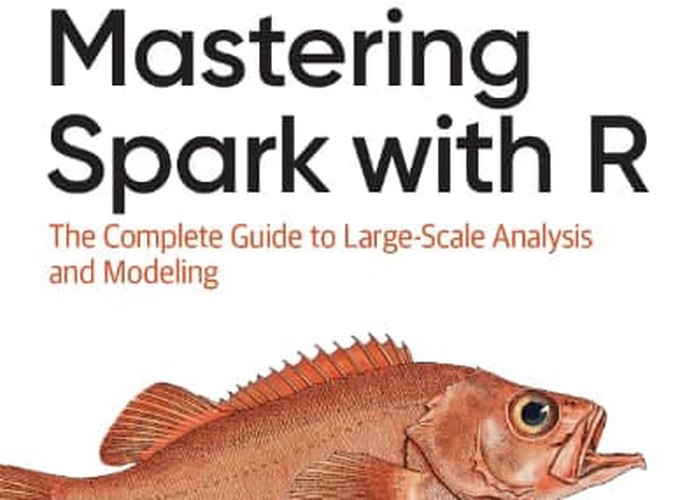 Mastering
Spark with R
The Complete Guide to Large-Scale Analysis
and Modeling